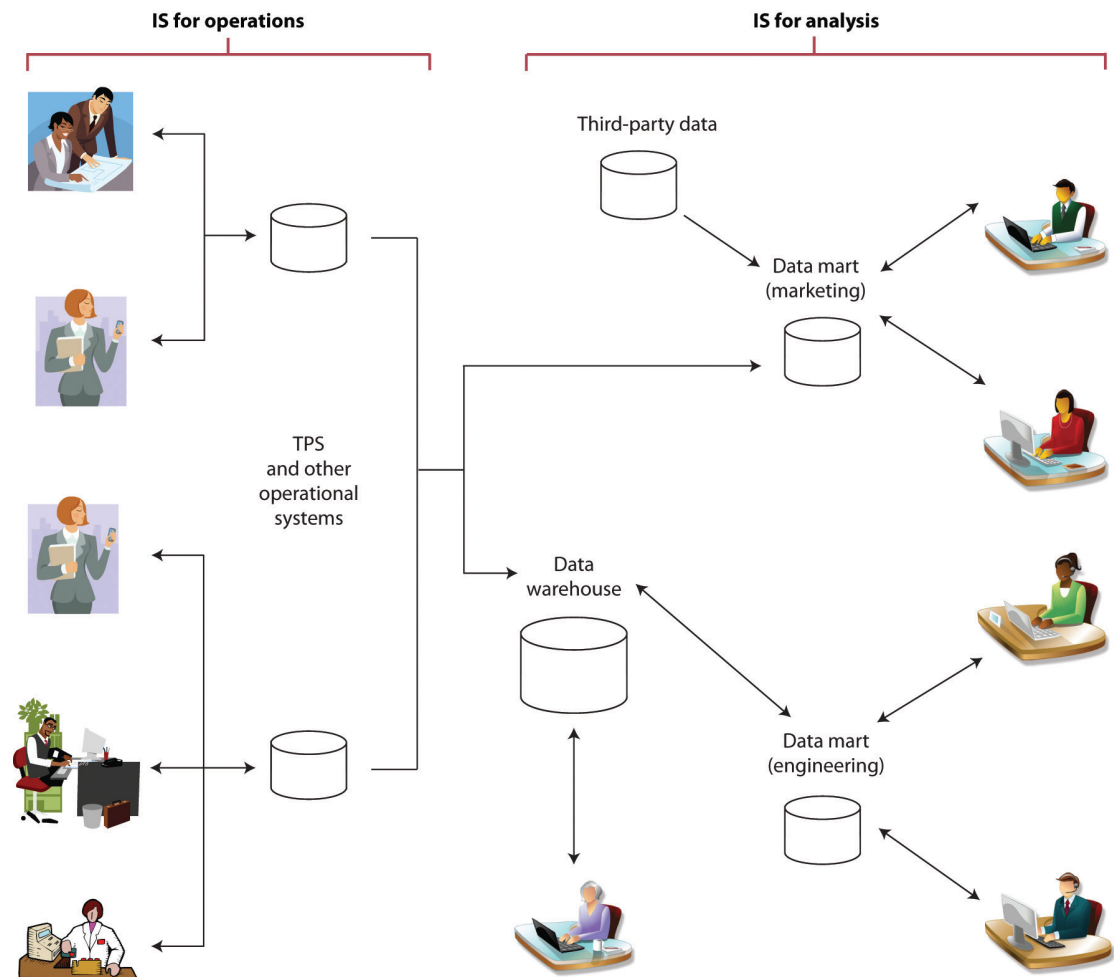 IS for operations
IS for analysis
Third-party data
Data mart
(marketing)
TPS
and other
operational
systems
Data
warehouse
Data mart
(engineering)